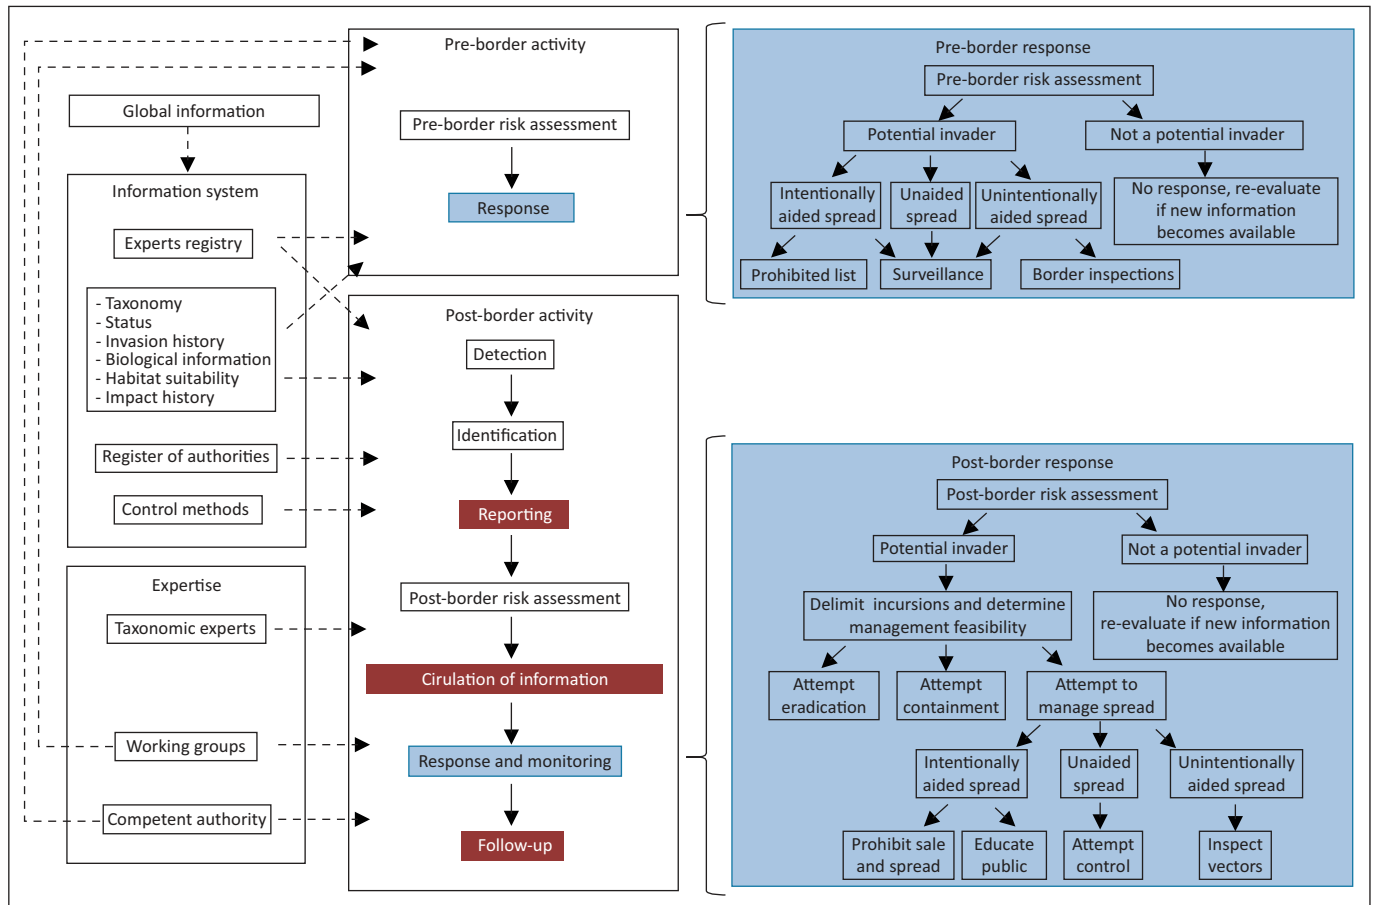 Global information
Information system
Experts registry
- Taxonomy
- Status
- Invasion history
- Biological information
- Habitat suitability
- Impact history
Register of authorities
Control methods
Expertise
Taxonomic experts
Working groups
Competent authority
Pre-border activity
Pre-border risk assessment
Response
Post-border activity
Detection
Identification
Reporting
Post-border risk assessment
Cirulation of information
Response and monitoring
Follow-up
Pre-border response
Pre-border risk assessment
Potential invader
Not a potential invader
Intentionally
aided spread
Unaided
spread
Unintentionally
aided spread
No response, re-evaluate
if new information
becomes available
Prohibited list
Surveillance
Border inspections
Post-border response
Post-border risk assessment
Potential invader
Not a potential invader
Delimit incursions and determine
management feasibility
No response,
re-evaluate if new information
becomes available
Attempt
eradication
Attempt
containment
Attempt to
manage spread
Intentionally
aided spread
Unaided
spread
Unintentionally
aided spread
Prohibit sale
and spread
Educate
public
Attempt
control
Inspect
vectors